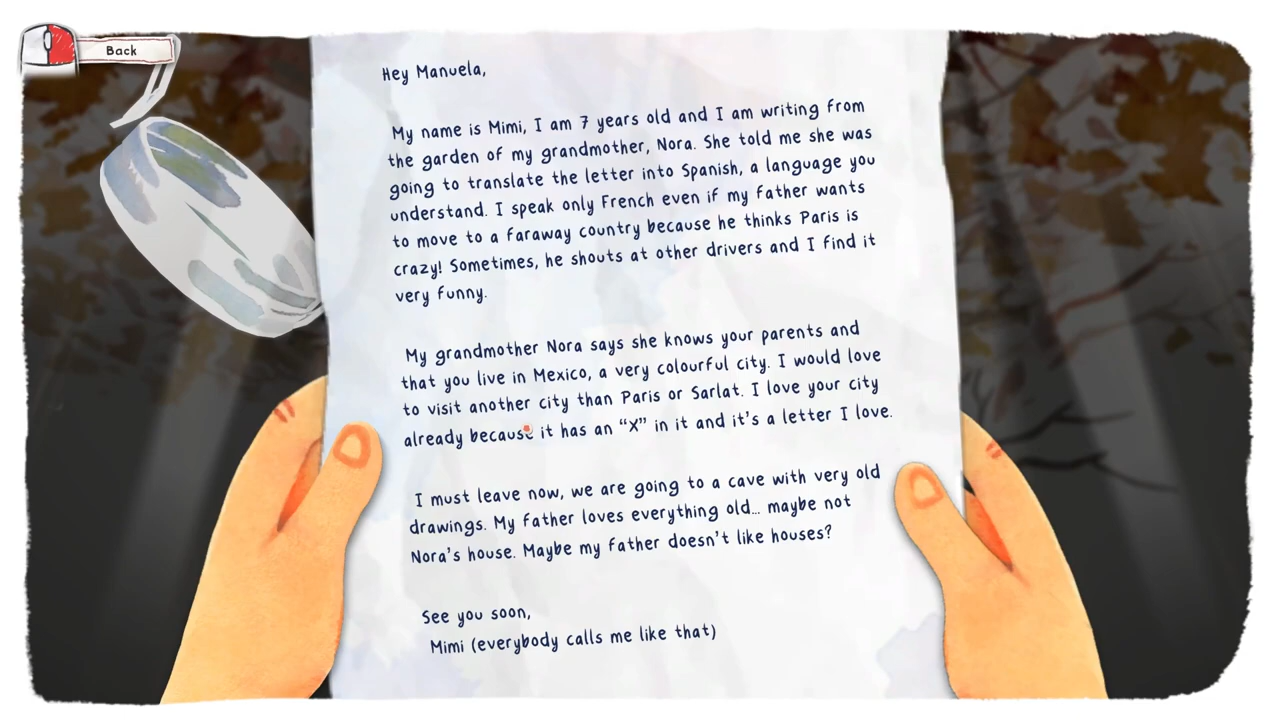 Back
Hey Manuela,
My name is Mimi, I am 7 years old and I am writing from
the garden of my grandmother, Nora. She told me she was
going to translate the letter into Spanish, a language you
understand. I speak only French even if my father wants
to move to a faraway country because he thinks Paris is
crazy! Sometimes, he shouts at other drivers and I find it
very funny.
My grandmother Nora says she knows your parents and
that you live in Mexico, a very colourful city. I would love
to visit another city than Paris or Sarlat. I love your city
already because it has an “X” in it and it's a letter I love.
I must leave now, we are going to a cave with very old
drawings. My father loves everything old... maybe not
Nora's house. Maybe my father doesn't like houses?
See you soon,
Mimi (everybody calls me like that)